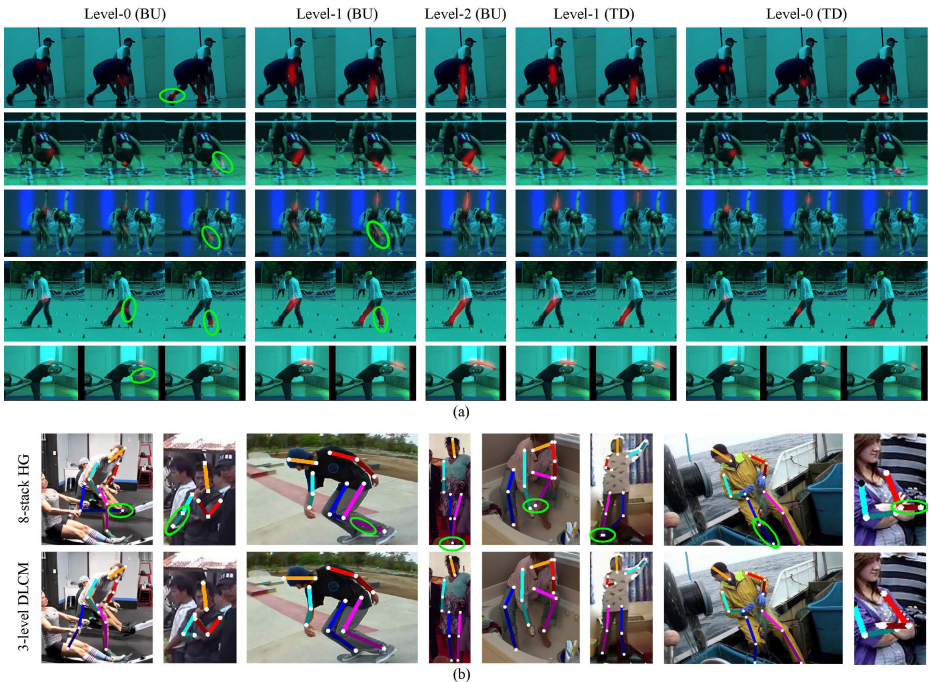 Level-0 (BU) Level-1 (BU) Level-2 (BU) Level-1 (TD) Level-0 (TD)
(a)
8-stack HG
3-level DLCM
(b)